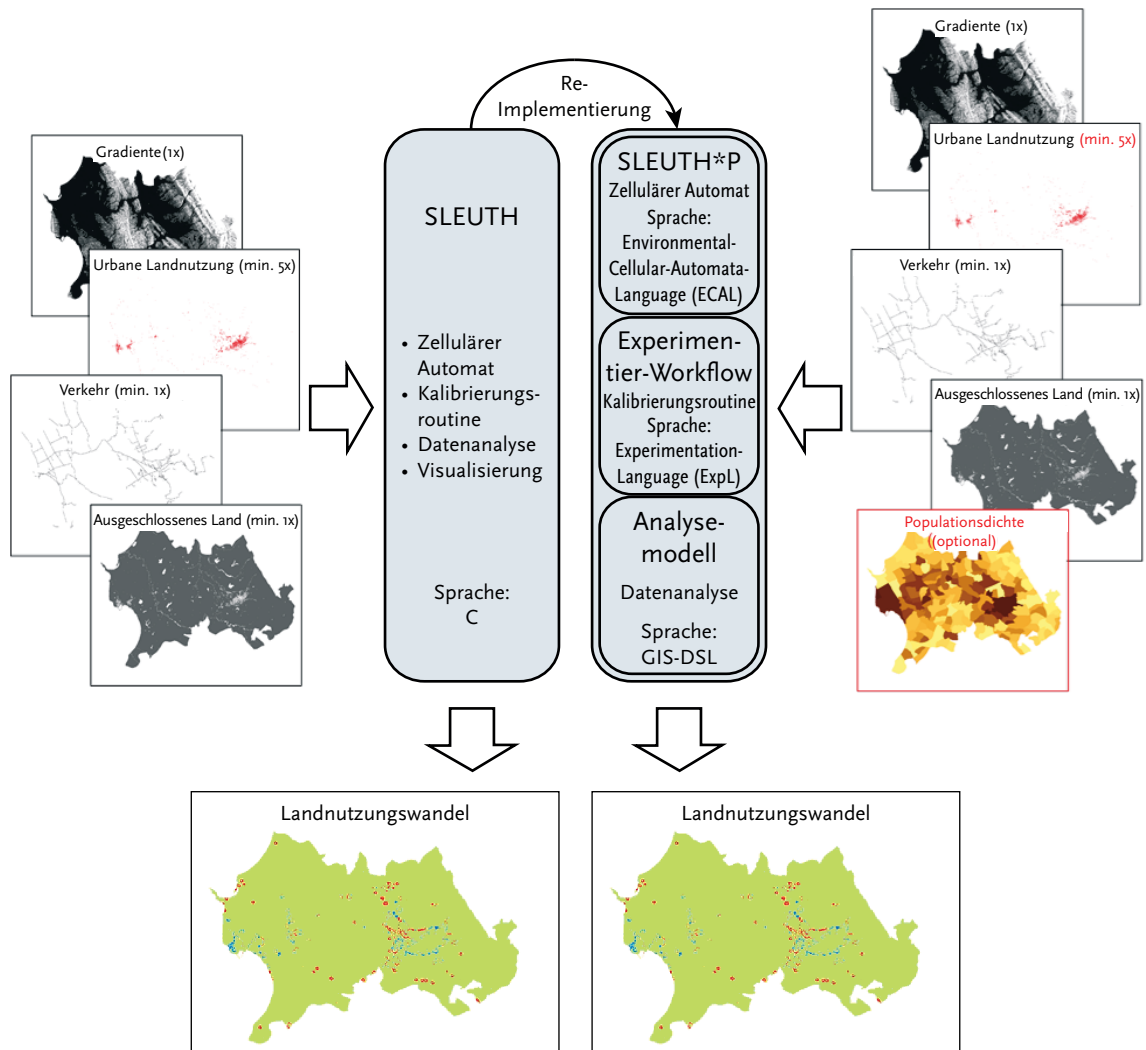 Re-
Implementierung
Gradiente(1x)
Urbane Landnutzung (min. 5x)
Verkehr (min. 1x)
Ausgeschlossenes Land (min. 1x)
SLEUTH
• Zellulärer
Automat
• Kalibrierungs-
routine
• Datenanalyse
• Visualisierung
Sprache:
C
SLEUTH*P
Zellulärer Automat
Sprache:
Environmental-
Cellular-Automata-
Language (ECAL)
Experimen-
tier-Workflow
Kalibrierungsroutine
Sprache:
Experimentation-
Language (ExpL)
Analyse-
modell
Datenanalyse
Sprache:
GIS-DSL
Gradiente (1x)
Urbane Landnutzung (min. 5x)
Verkehr (min. 1x)
Ausgeschlossenes Land (min. 1x)
Populationsdichte
((optional)
Landnutzungswandel
Landnutzungswandel